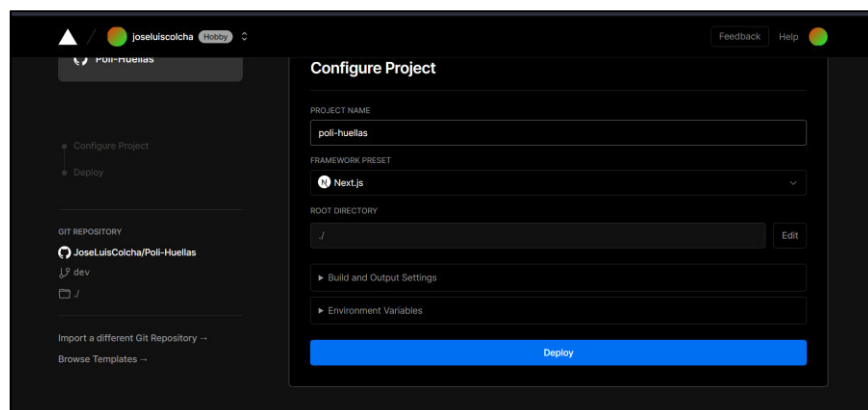 joseluiscolcha Hobby
Feedback Help
Poli-Huellas
Configure Project
Deploy
GIT REPOSITORY
JoseLuisColcha/Poli-Huellas
dev
./
Import a different Git Repository →
Browse Templates →
Configure Project
PROJECT NAME
poli-huellas
FRAMEWORK PRESET
N Next.js
ROOT DIRECTORY
./
Edit
Build and Output Settings
Environment Variables
Deploy